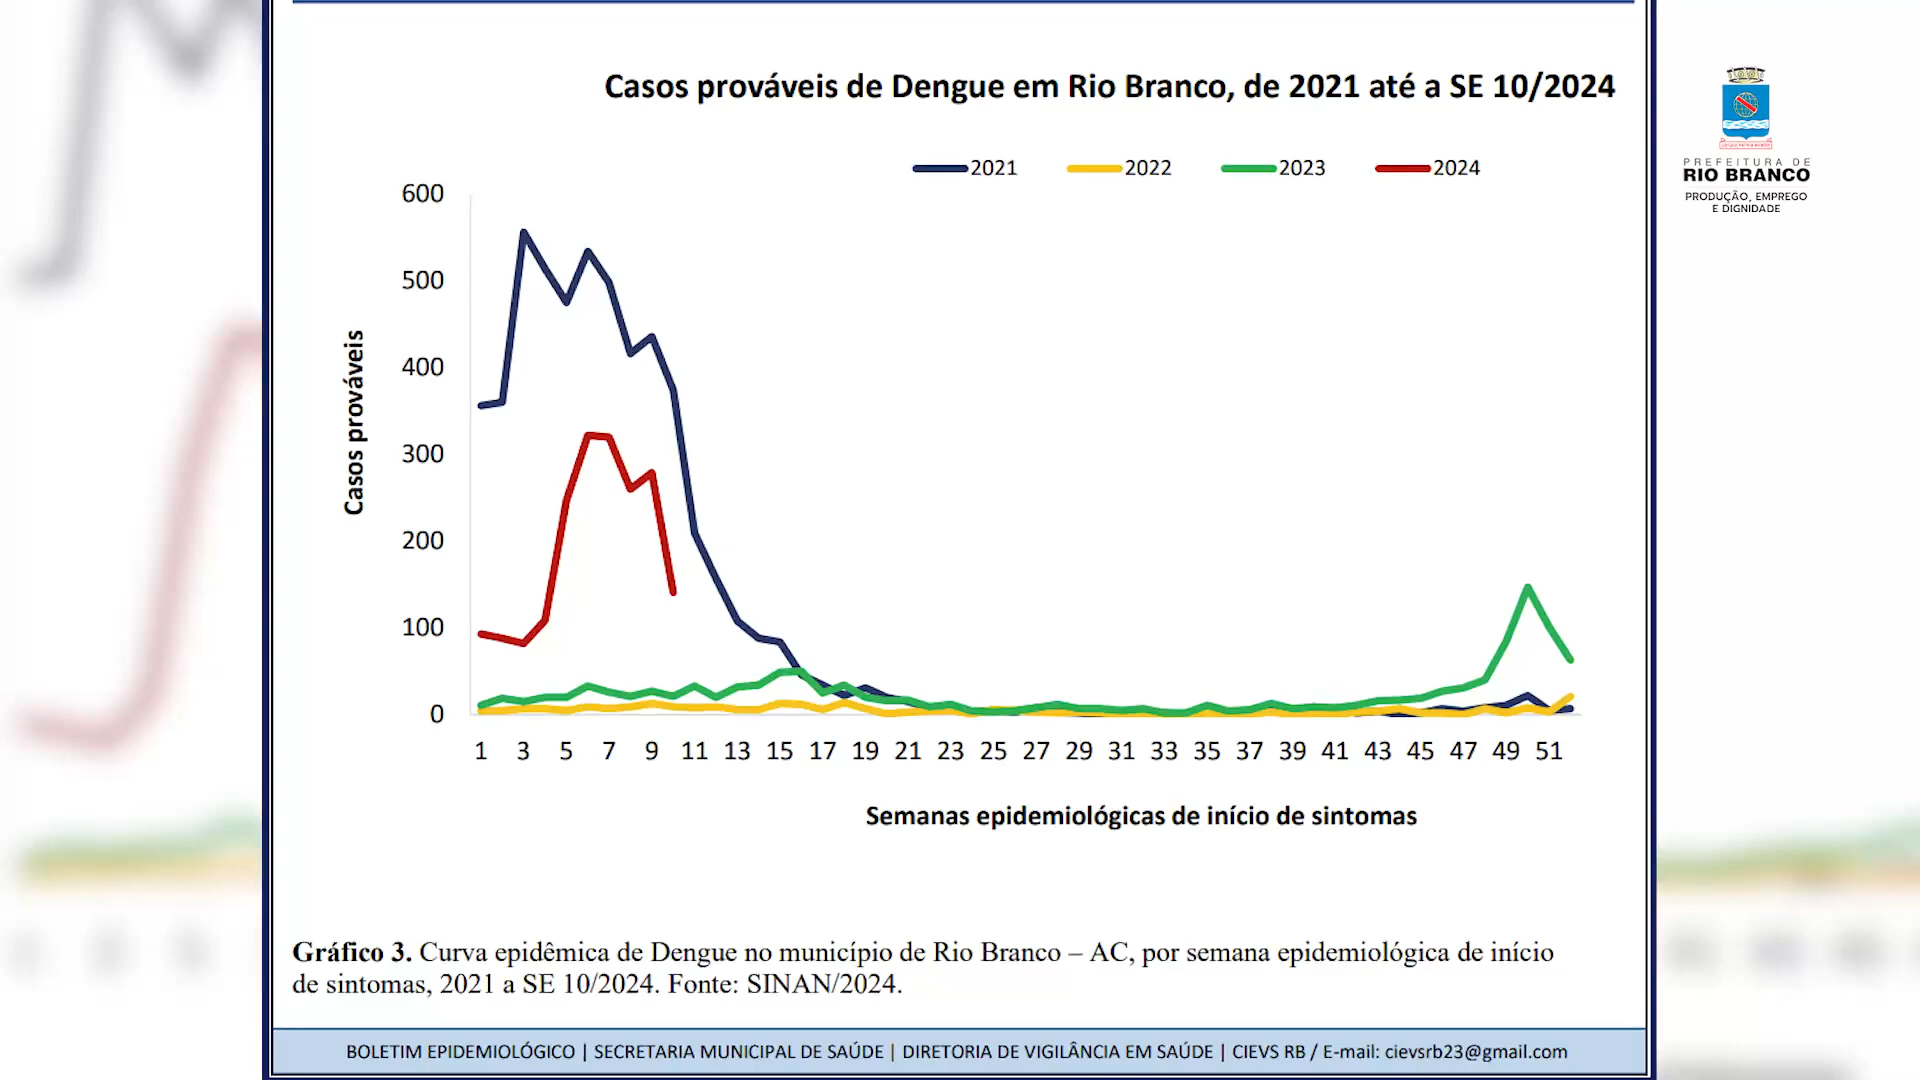 Casos prováveis de Dengue em Rio Branco, de 2021 até a SE 10/2024
2021 2022 2023 2024
600
500
400
300
200
100
0
Casos prováveis
1 3 5 7 9 11 13 15 17 19 21 23 25 27 29 31 33 35 37 39 41 43 45 47 49 51
Semanas epidemiológicas de início de sintomas
Gráfico 3. Curva epidêmica de Dengue no município de Rio Branco – AC, por semana epidemiológica de início
de sintomas, 2021 a SE 10/2024. Fonte: SINAN/2024.
BOLETIM EPIDEMIOLÓGICO | SECRETARIA MUNICIPAL DE SAÚDE | DIRETORIA DE VIGILÂNCIA EM SAÚDE | CIEVS RB / E-mail: cievsrb23@gmail.com
PREFEITURA DE
RIO BRANCO
PRODUÇÃO, EMPREGO
E DIGNIDADE